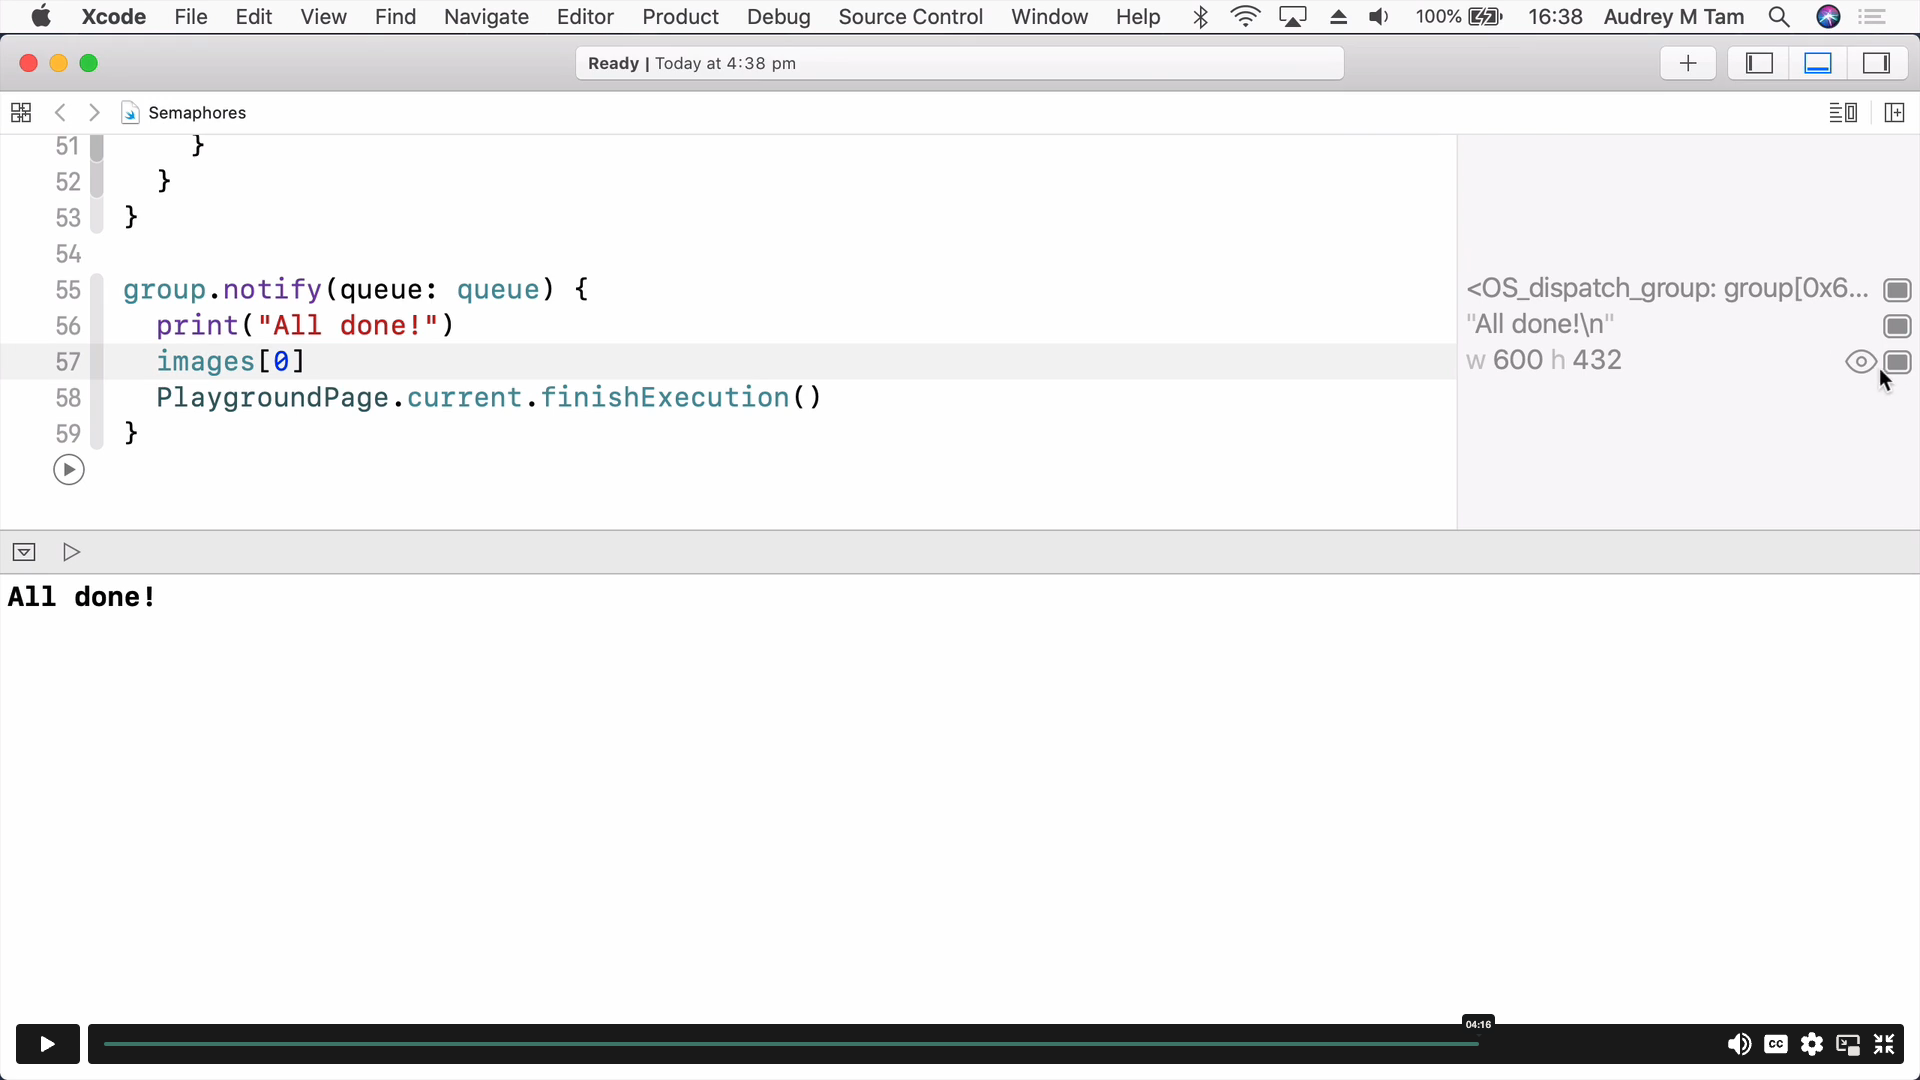 Xcode File Edit View Find Navigate Editor Product Debug Source Control Window Help 100% 16:38 Audrey M Tam
Ready | Today at 4:38 pm
Semaphores
51 }
52 }
53 }
54
55 group.notify(queue: queue) { <OS_dispatch_group: group[0x6...
56 print("All done!") "All done!\n"
57 images[0] w 600 h 432
58 PlaygroundPage.current.finishExecution()
59 }
All done!
04:16
CC